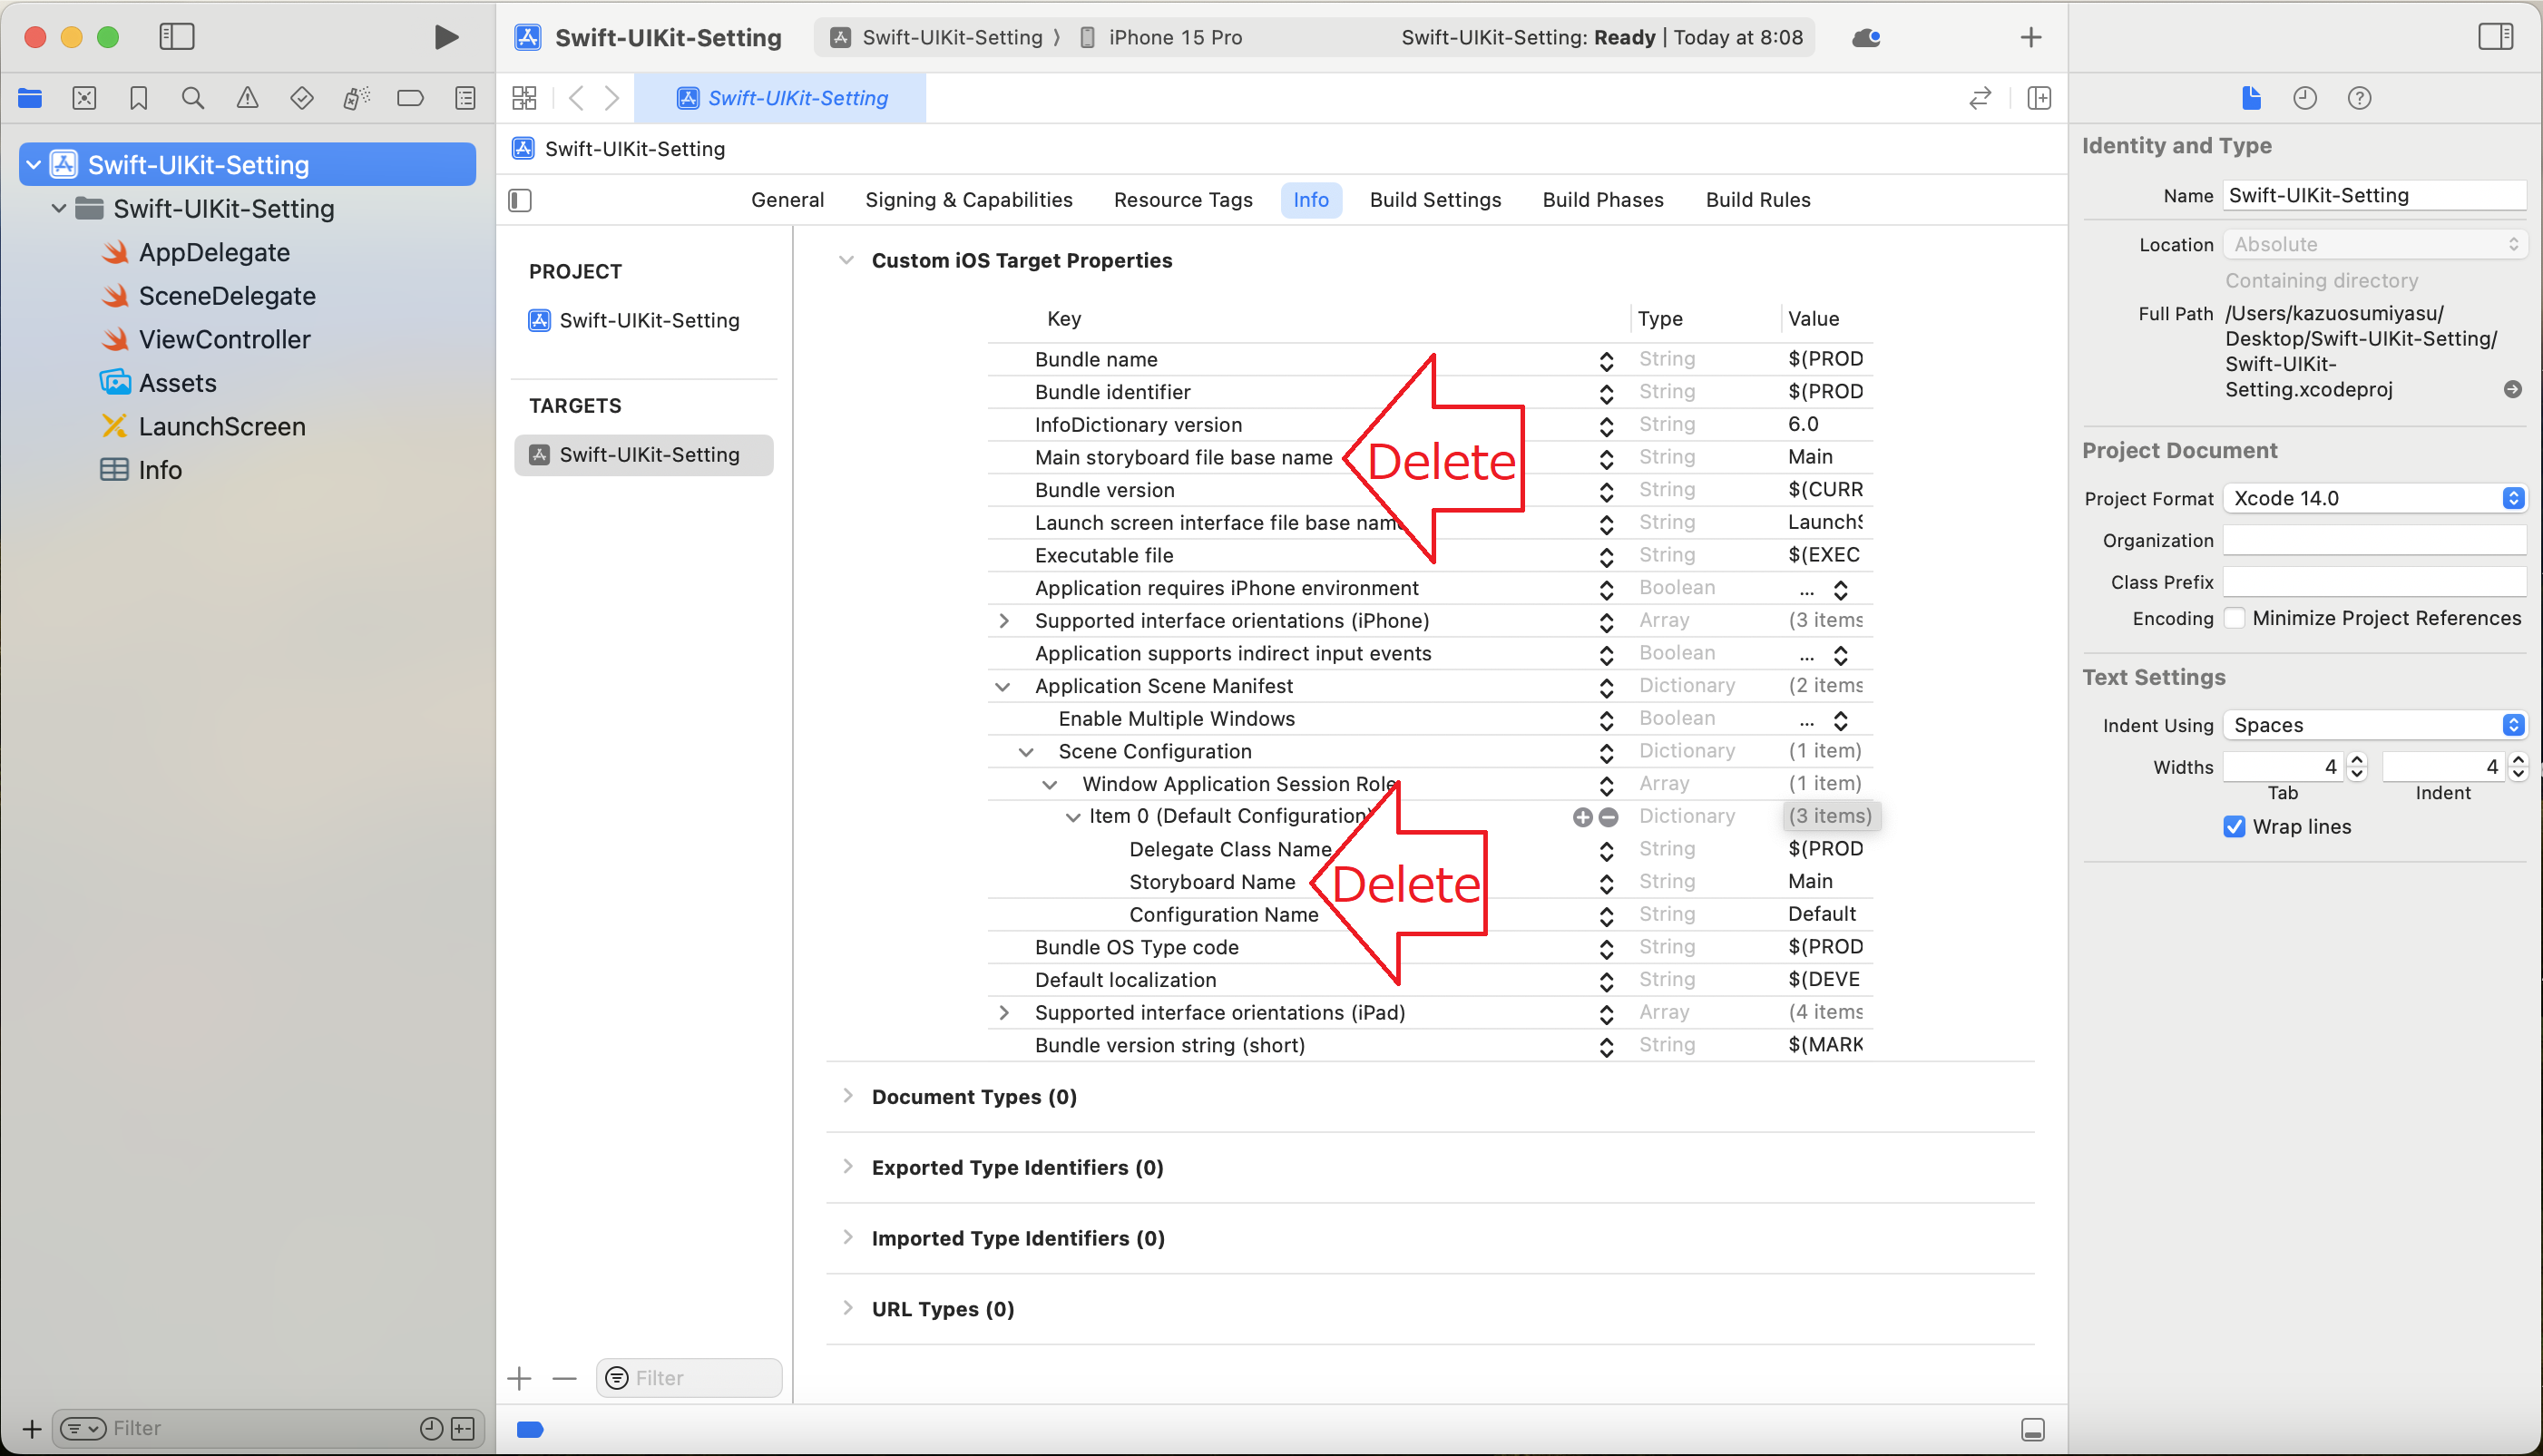 Swift-UIKit-Setting
Swift-UIKit-Setting
iPhone 15 Pro
Swift-UIKit-Setting: Ready | Today at 8:08
Swift-UIKit-Setting
Swift-UIKit-Setting
Swift-UIKit-Setting
AppDelegate
SceneDelegate
ViewController
Assets
LaunchScreen
Info
Filter
Swift-UIKit-Setting
General
Signing & Capabilities
Resource Tags
Info
Build Settings
Build Phases
Build Rules
PROJECT
Swift-UIKit-Setting
TARGETS
Swift-UIKit-Setting
Filter
Custom iOS Target Properties
Key Type Value
Bundle name String $(PROD
Bundle identifier String $(PROD
InfoDictionary version String 6.0
Main storyboard file base name String Main
Delete
Bundle version String $(CURR
Launch screen interface file base name String LaunchS
Executable file String $(EXEC
Application requires iPhone environment Boolean ...
Supported interface orientations (iPhone) Array (3 items
Application supports indirect input events Boolean ...
Application Scene Manifest Dictionary (2 items
Enable Multiple Windows Boolean ...
Scene Configuration Dictionary (1 item)
Window Application Session Role Array (1 item)
Item 0 (Default Configuration) Dictionary (3 items)
Delegate Class Name String $(PROD
Storyboard Name String Main
Delete
Configuration Name String Default
Bundle OS Type code String $(PROD
Default localization String $(DEVE
Supported interface orientations (iPad) Array (4 items
Bundle version string (short) String $(MARK
Document Types (0)
Exported Type Identifiers (0)
Imported Type Identifiers (0)
URL Types (0)
Identity and Type
Name Swift-UIKit-Setting
Location Absolute
Containing directory
Full Path /Users/kazuosumiyasu/
Desktop/Swift-UIKit-Setting/
Swift-UIKit-
Setting.xcodeproj
Project Document
Project Format Xcode 14.0
Organization
Class Prefix
Encoding Minimize Project References
Text Settings
Indent Using Spaces
Widths 4 4
Tab Indent
Wrap lines